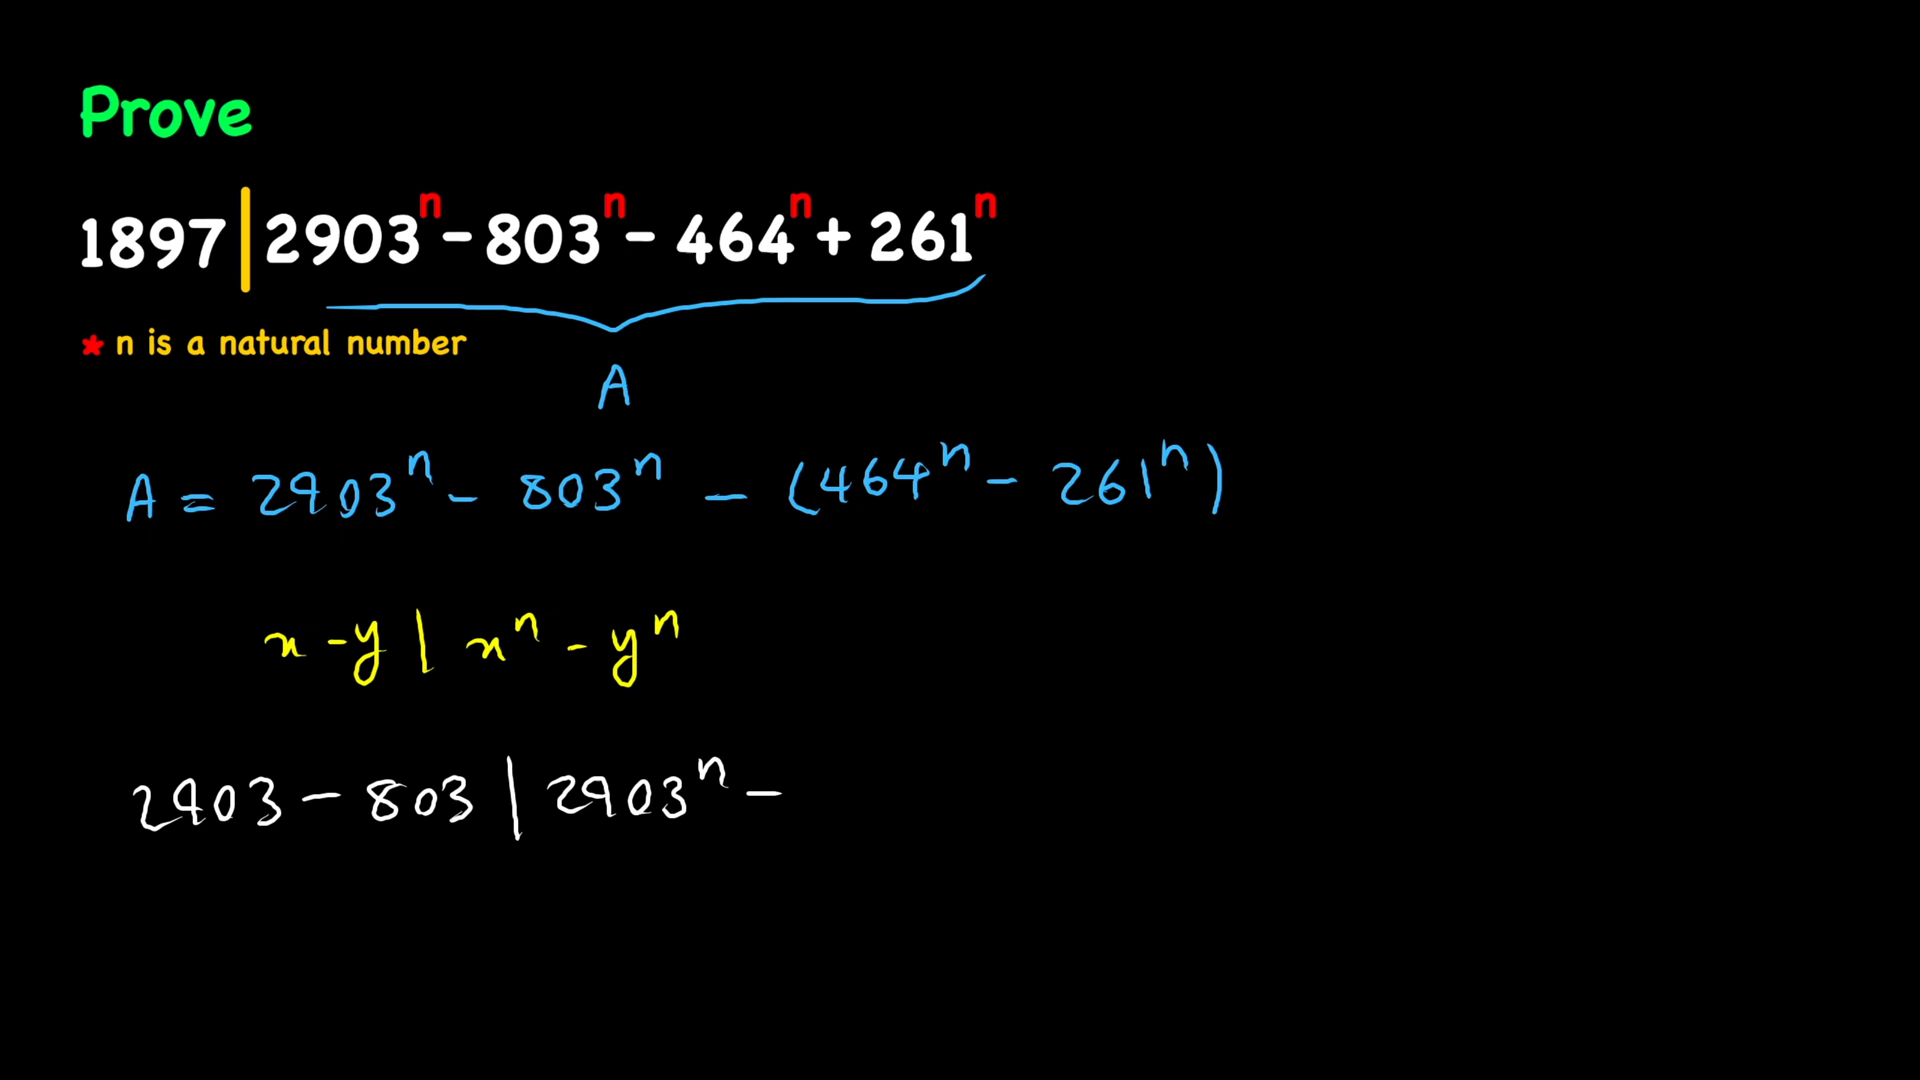 Prove
1897 | 2903ⁿ - 803ⁿ - 464ⁿ + 261ⁿ
* n is a natural number
A
A = 2903ⁿ - 803ⁿ - (464ⁿ - 261ⁿ)
x - y | xⁿ - yⁿ
2903 - 803 | 2903ⁿ -